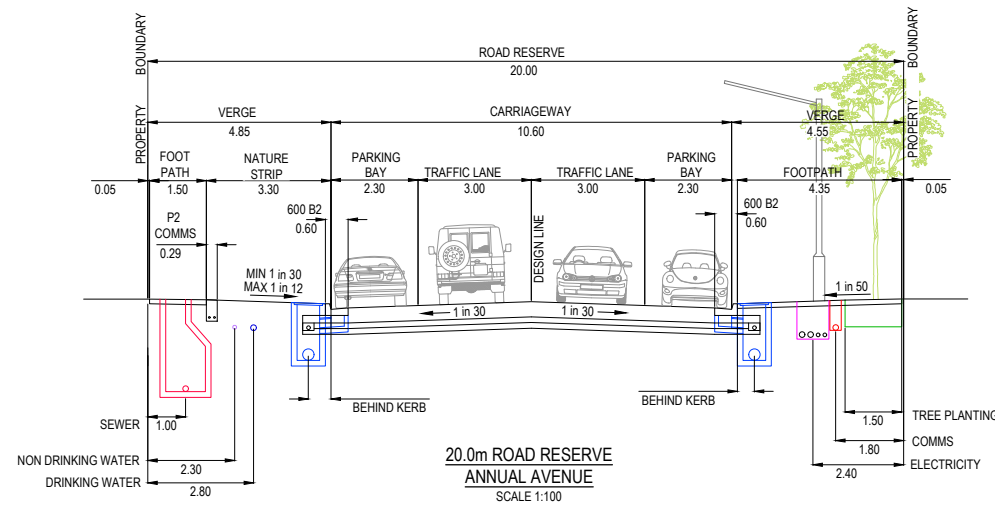 PROPERTY BOUNDARY
ROAD RESERVE
20.00
PROPERTY BOUNDARY
VERGE
4.85
CARRIAGEWAY
10.60
VERGE
4.55
0.05
FOOT
PATH
1.50
NATURE
STRIP
3.30
PARKING
BAY
2.30
TRAFFIC LANE
3.00
TRAFFIC LANE
3.00
PARKING
BAY
2.30
FOOTPATH
4.35
0.05
P2
COMMS
0.29
600 B2
0.60
DESIGN LINE
600 B2
0.60
MIN 1 in 30
MAX 1 in 12
1 in 30
1 in 30
1 in 50
BEHIND KERB
BEHIND KERB
SEWER
1.00
NON DRINKING WATER
2.30
DRINKING WATER
2.80
1.50
TREE PLANTING
1.80
COMMS
2.40
ELECTRICITY
20.0m ROAD RESERVE
ANNUAL AVENUE
SCALE 1:100